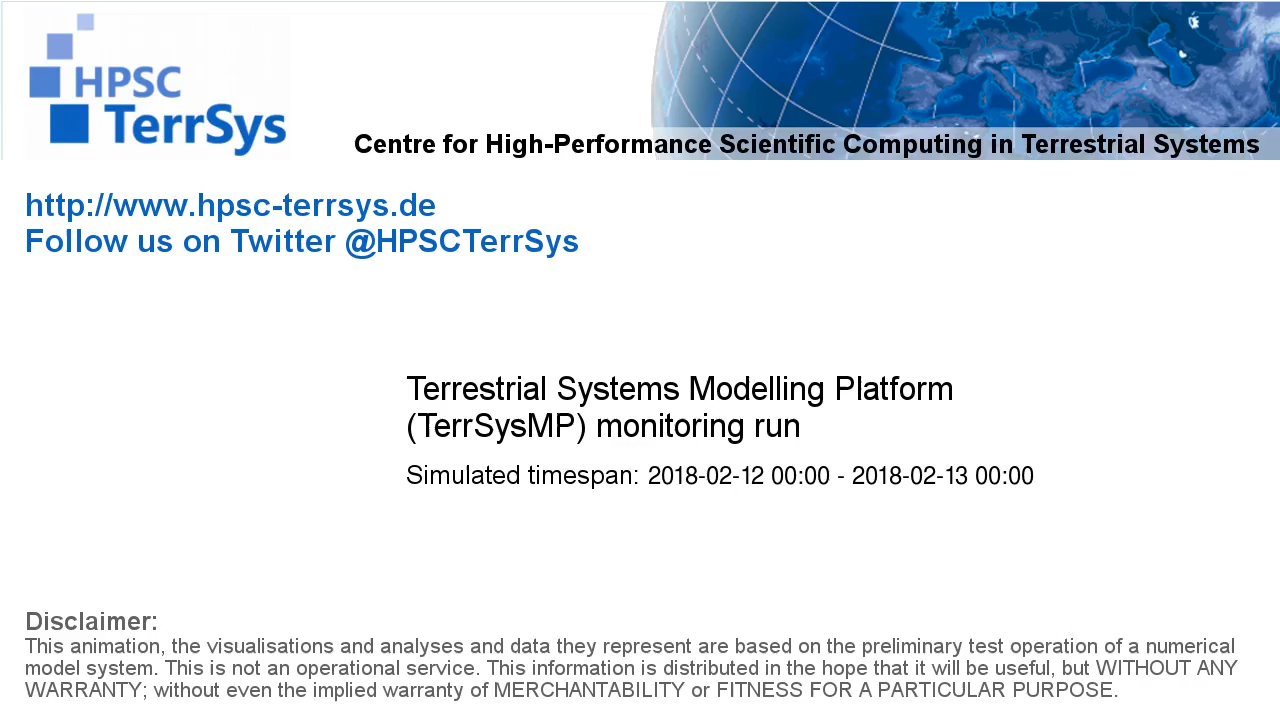 HPSC
TerrSys
Centre for High-Performance Scientific Computing in Terrestrial Systems
http://www.hpsc-terrsys.de
Follow us on Twitter @HPSCTerrSys
Terrestrial Systems Modelling Platform
(TerrSysMP) monitoring run
Simulated timespan: 2018-02-12 00:00 - 2018-02-13 00:00
Disclaimer:
This animation, the visualisations and analyses and data they represent are based on the preliminary test operation of a numerical
model system. This is not an operational service. This information is distributed in the hope that it will be useful, but WITHOUT ANY
WARRANTY; without even the implied warranty of MERCHANTABILITY or FITNESS FOR A PARTICULAR PURPOSE.